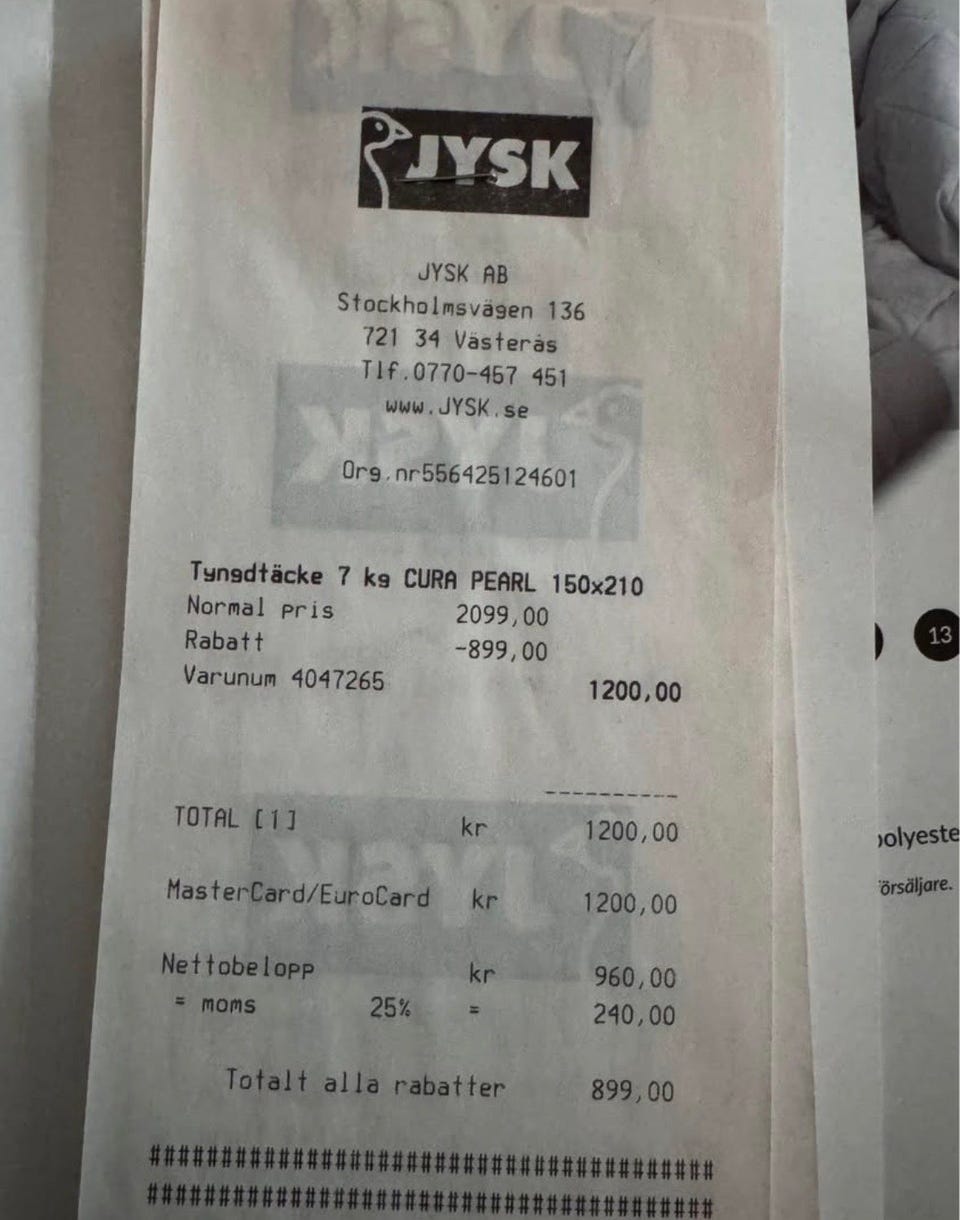 JYSK
JYSK AB
Stockholmsvägen 136
721 34 Västerås
Tlf.0770-457 451
www.JYSK.se
Org.nr556425124601
Tyngdtäcke 7 kg CURA PEARL 150x210
Normal pris 2099,00
Rabatt -899,00
Varunum 4047265 1200,00
----------
TOTAL [1] kr 1200,00
MasterCard/EuroCard kr 1200,00
Nettobelopp kr 960,00
= moms 25% = 240,00
Totalt alla rabatter 899,00
########################################
########################################
13
polyeste
försäljare.